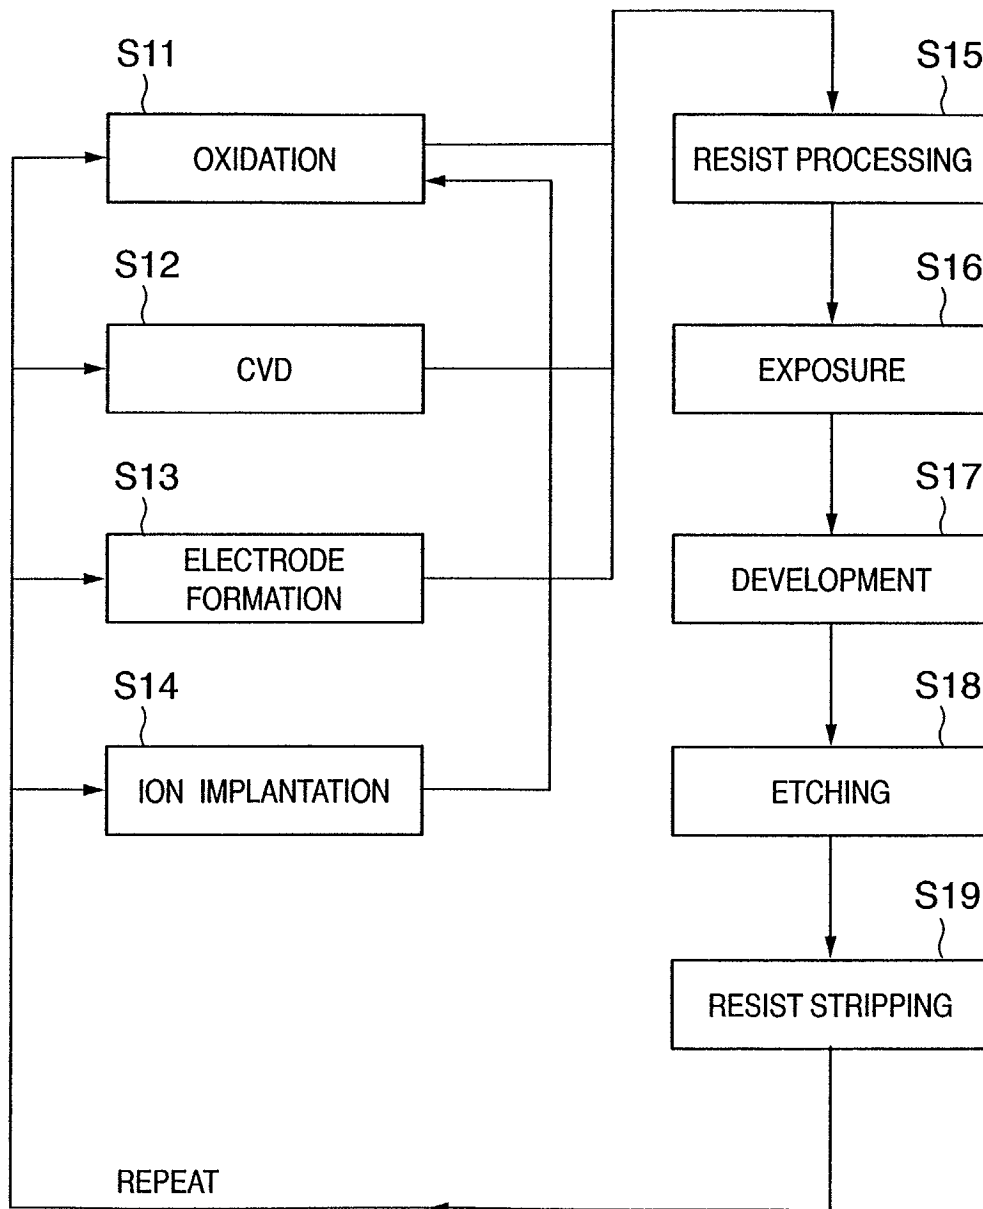 S11
OXIDATION
S12
CVD
S13
ELECTRODE
FORMATION
S14
ION IMPLANTATION
S15
RESIST PROCESSING
S16
EXPOSURE
S17
DEVELOPMENT
S18
ETCHING
S19
RESIST STRIPPING
REPEAT